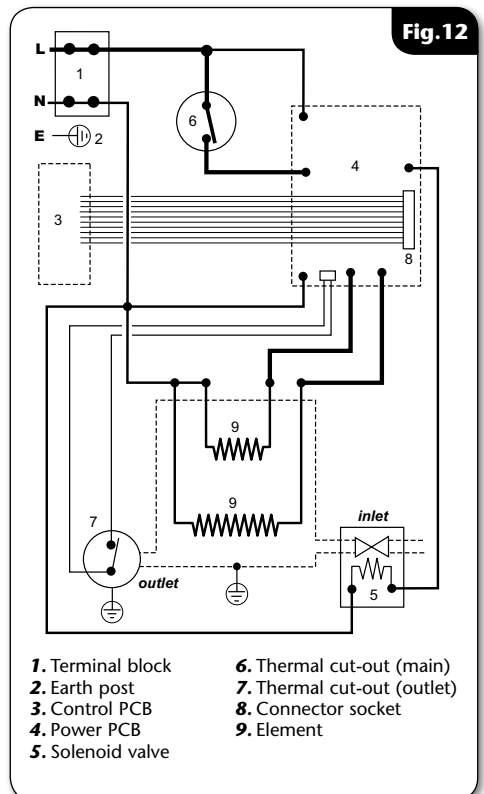 Fig.12
L
1
N
6
E
2
4
3
8
9
9
7
inlet
outlet
5
1. Terminal block
2. Earth post
3. Control PCB
4. Power PCB
5. Solenoid valve
6. Thermal cut-out (main)
7. Thermal cut-out (outlet)
8. Connector socket
9. Element